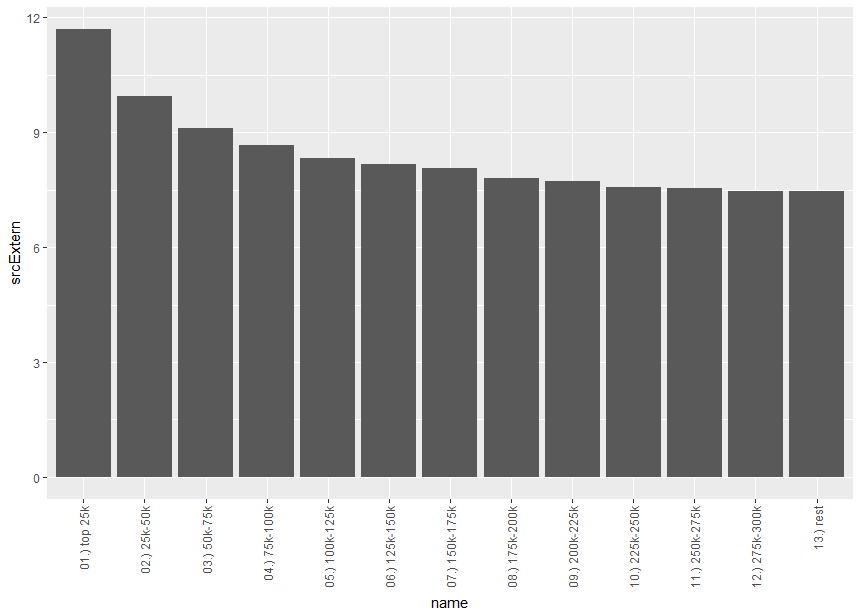 12
9
6
3
0
srcExtern
01.) top 25k
02.) 25k-50k
03.) 50k-75k
04.) 75k-100k
05.) 100k-125k
06.) 125k-150k
07.) 150k-175k
08.) 175k-200k
09.) 200k-225k
10.) 225k-250k
11.) 250k-275k
12.) 275k-300k
13.) rest
name